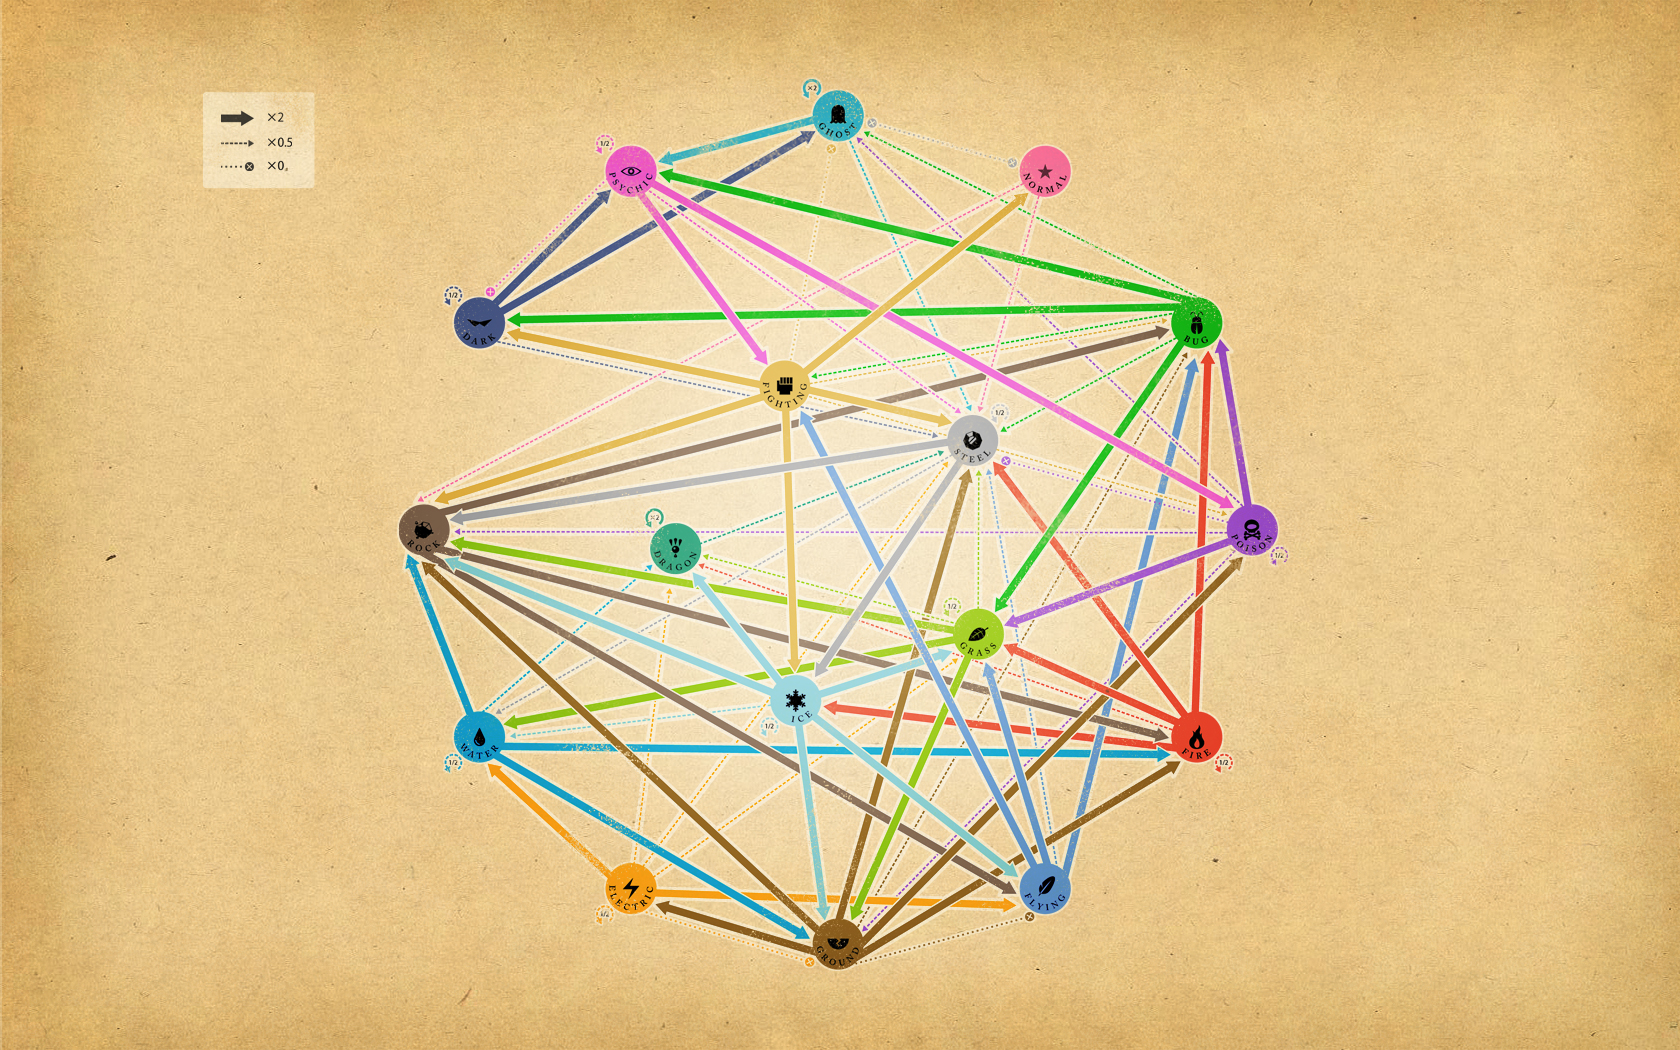 ×2
×0.5
×0
×2
GHOST
1/2
PSYCHIC
NORMAL
1/2
DARK
BUG
FIGHTING
1/2
STEEL
ROCK
×2
DRAGON
POISON
1/2
1/2
GRASS
ICE
1/2
WATER
1/2
FIRE
1/2
ELECTRIC
1/2
FLYING
GROUND